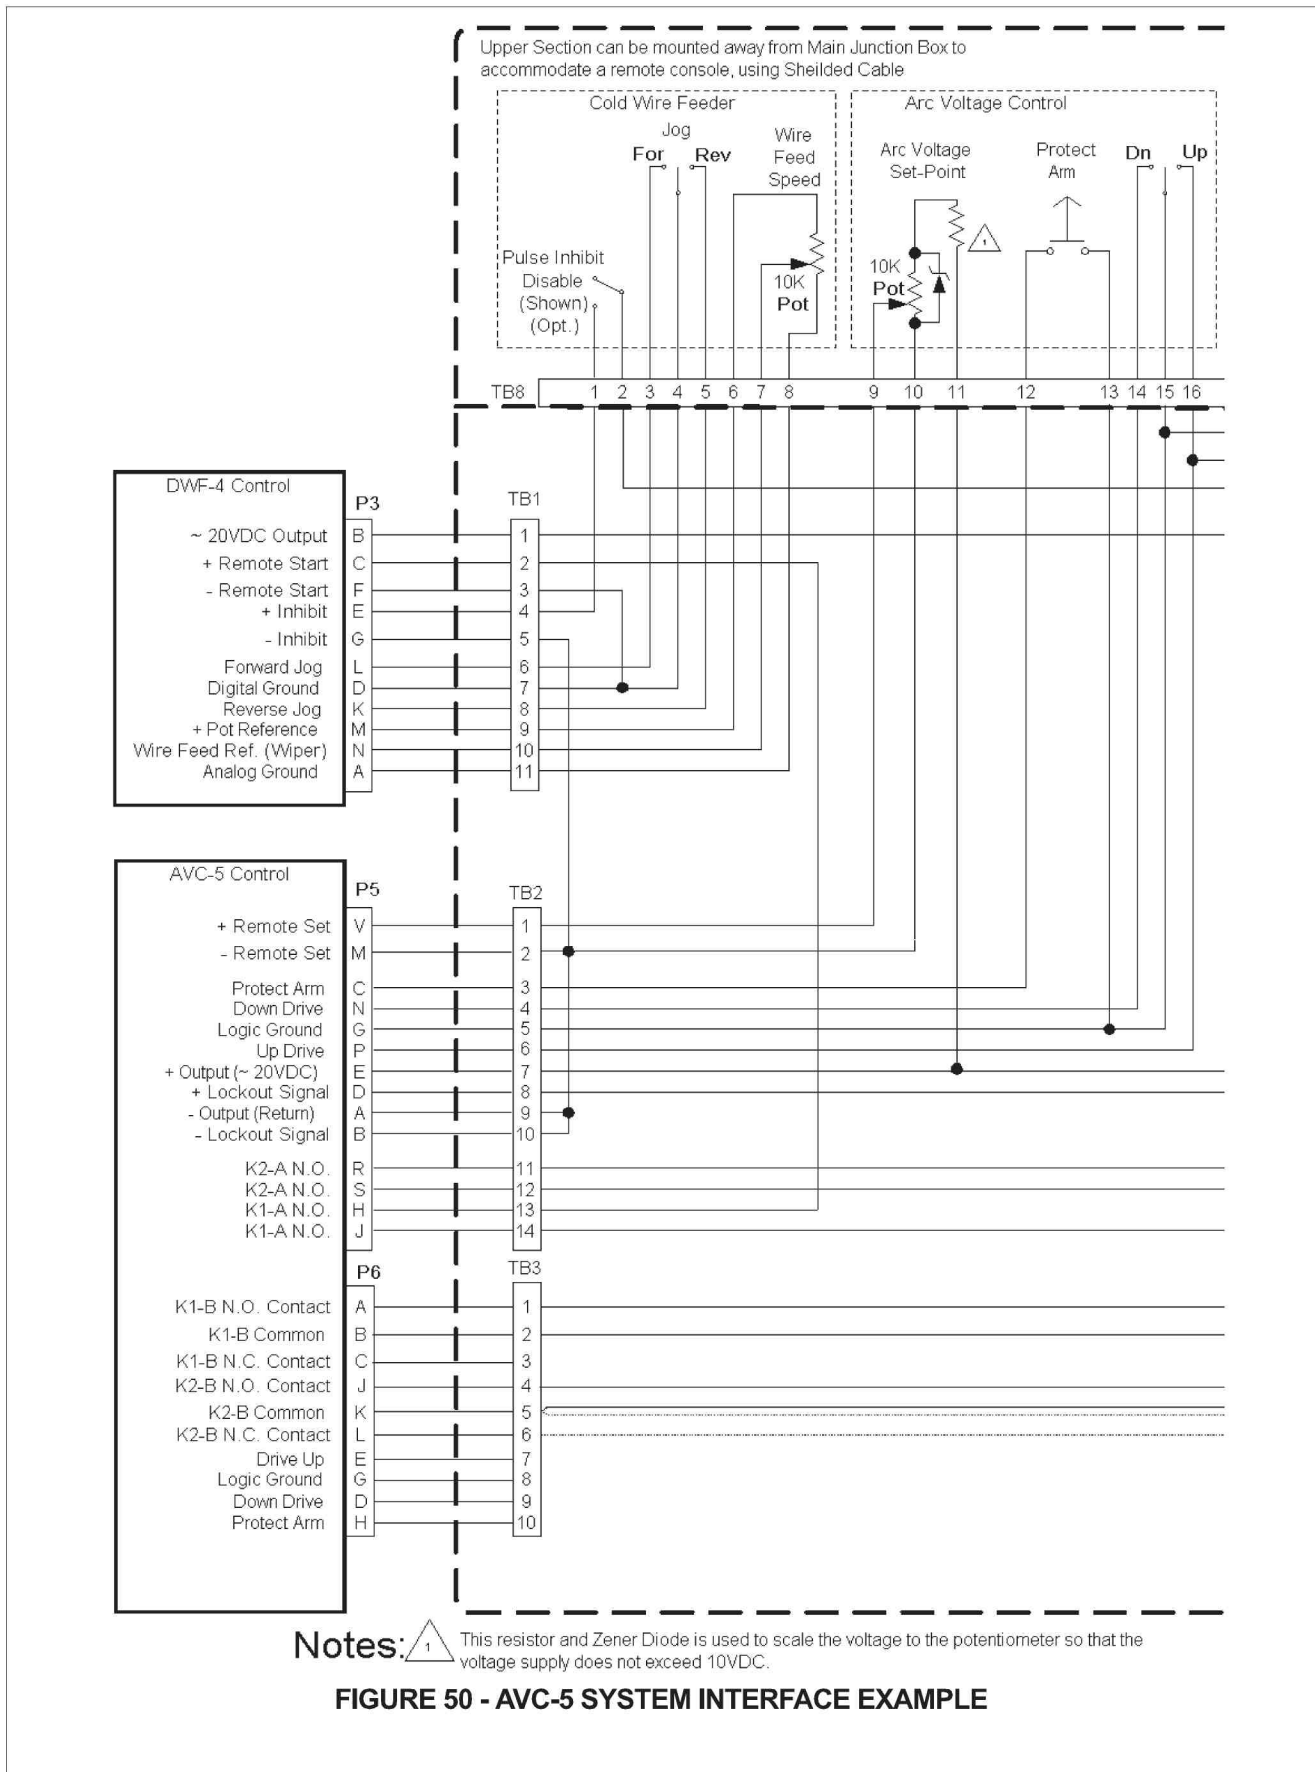 Upper Section can be mounted away from Main Junction Box to
accommodate a remote console, using Sheilded Cable
Cold Wire Feeder
Arc Voltage Control
Jog
For
Rev
Wire
Feed
Speed
Arc Voltage
Set-Point
Protect
Arm
Dn
Up
Pulse Inhibit
Disable
(Shown)
(Opt.)
10K
Pot
10K
Pot
1
TB8
1 2 3 4 5 6 7 8 9 10 11 12 13 14 15 16
DWF-4 Control
P3
TB1
~ 20VDC Output B 1
+ Remote Start C 2
- Remote Start F 3
+ Inhibit E 4
- Inhibit G 5
Forward Jog L 6
Digital Ground D 7
Reverse Jog K 8
+ Pot Reference M 9
Wire Feed Ref. (Wiper) N 10
Analog Ground A 11
AVC-5 Control
P5
TB2
+ Remote Set V 1
- Remote Set M 2
Protect Arm C 3
Down Drive N 4
Logic Ground G 5
Up Drive P 6
+ Output (~ 20VDC) E 7
+ Lockout Signal D 8
- Output (Return) A 9
- Lockout Signal B 10
K2-A N.O. R 11
K2-A N.O. S 12
K1-A N.O. H 13
K1-A N.O. J 14
P6
TB3
K1-B N.O. Contact A 1
K1-B Common B 2
K1-B N.C. Contact C 3
K2-B N.O. Contact J 4
K2-B Common K 5
K2-B N.C. Contact L 6
Drive Up E 7
Logic Ground G 8
Down Drive D 9
Protect Arm H 10
Notes: 1 This resistor and Zener Diode is used to scale the voltage to the potentiometer so that the
voltage supply does not exceed 10VDC.
FIGURE 50 - AVC-5 SYSTEM INTERFACE EXAMPLE